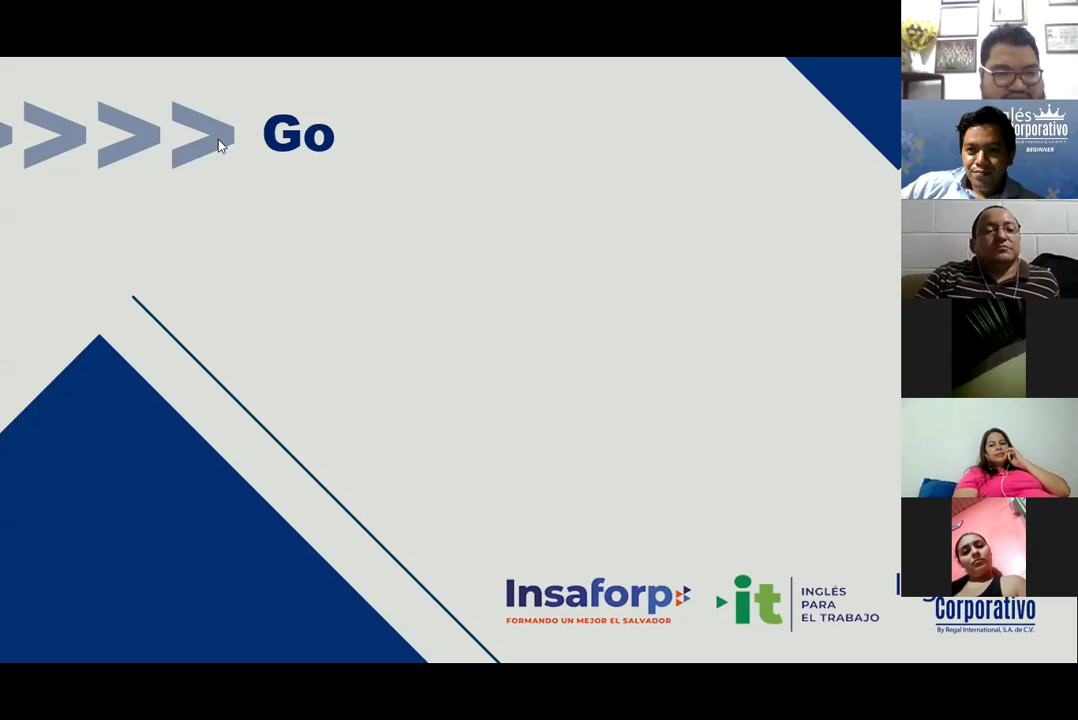 >>>> Go
glés
Corporativo
BEGINNER
Insaforp
FORMANDO UN MEJOR EL SALVADOR
it
INGLÉS
PARA
EL TRABAJO
Corporativo
By Regal International, S.A. de C.V.